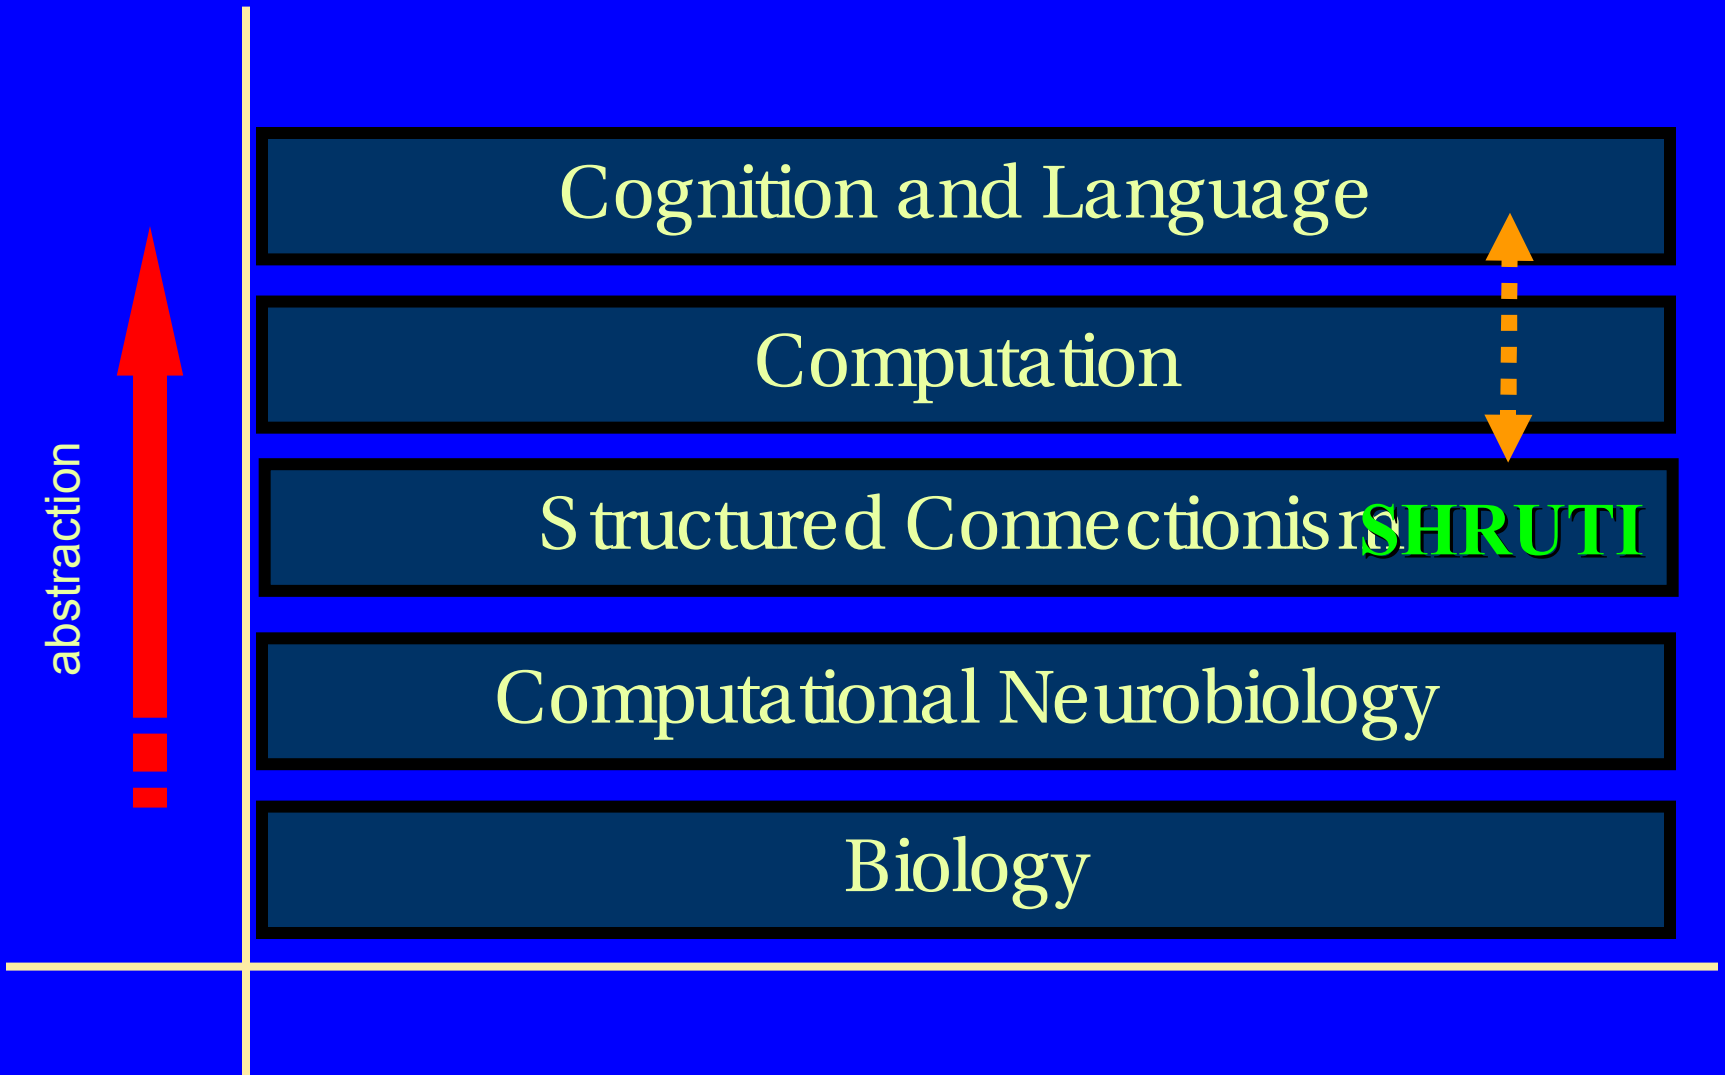 Cognition and Language
Computation
Structured Connectionism
SHRUTI
Computational Neurobiology
Biology
abstraction